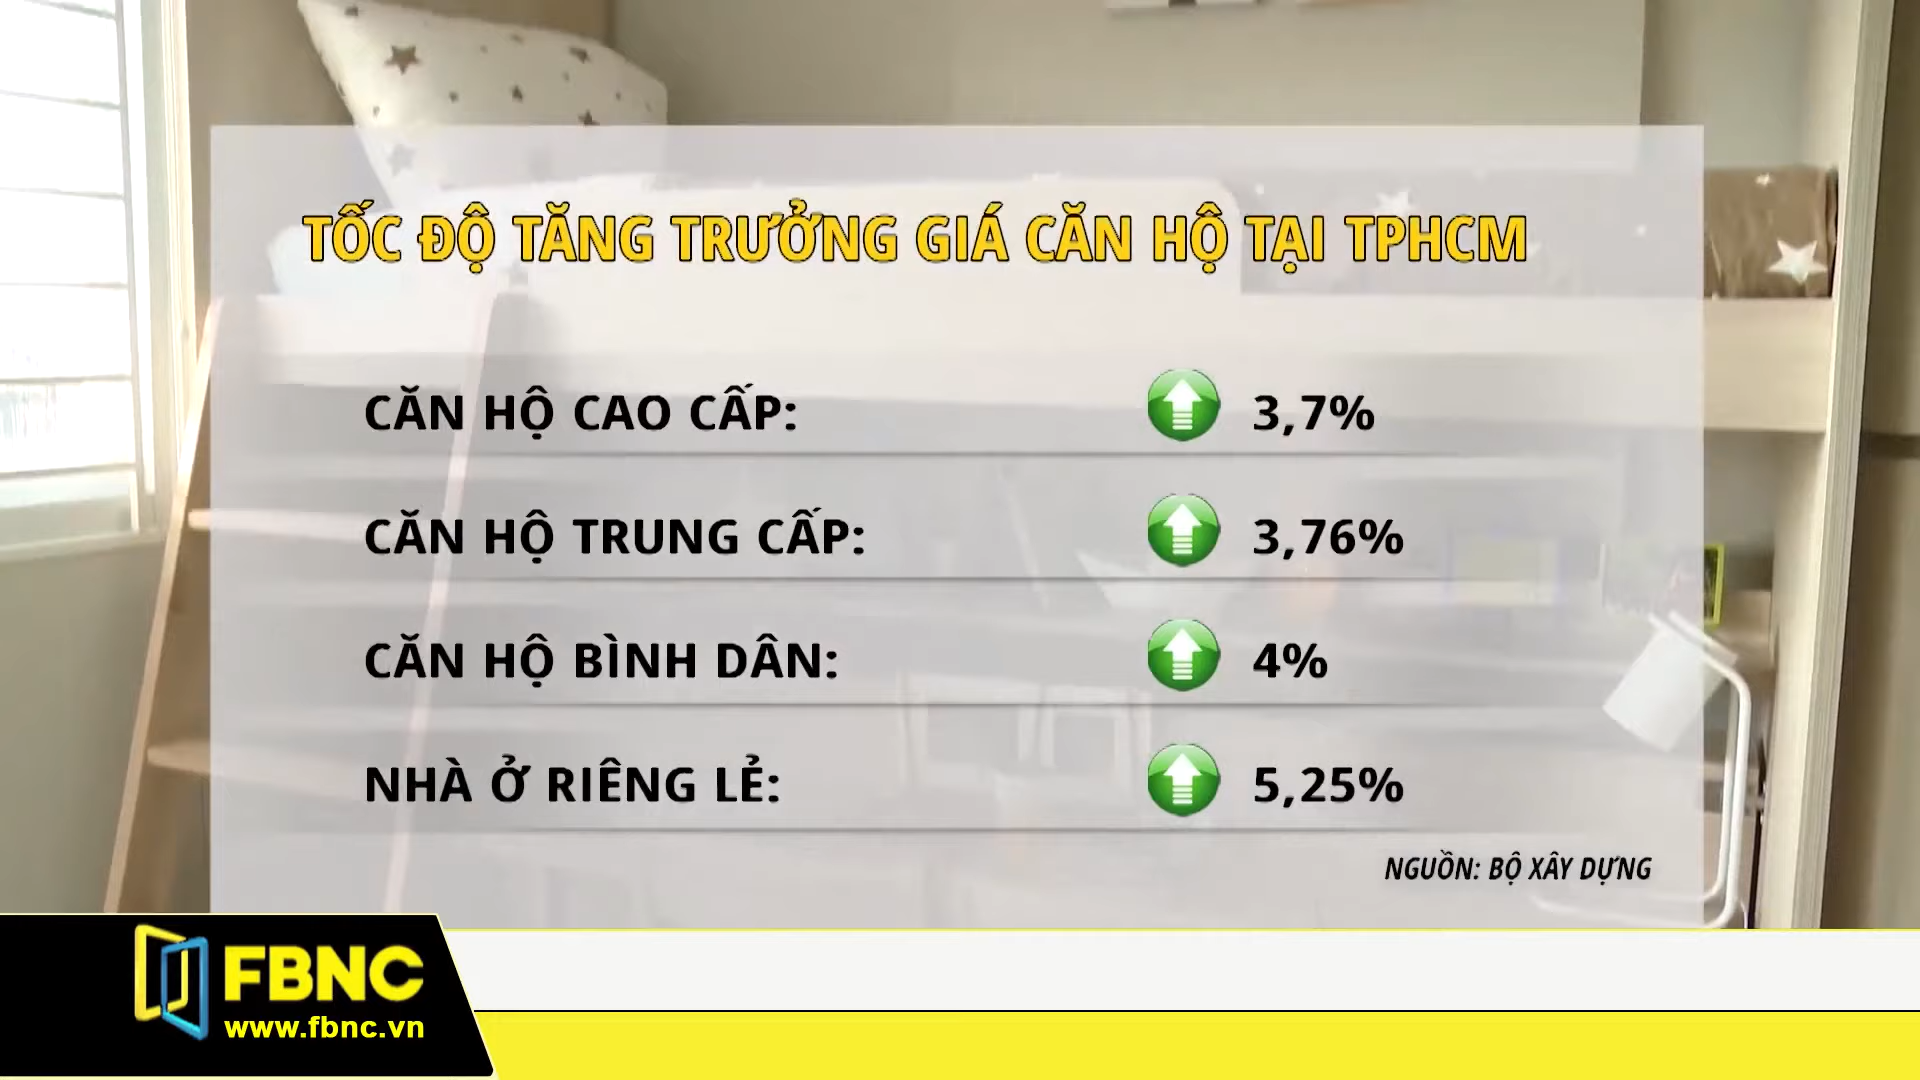 TỐC ĐỘ TĂNG TRƯỞNG GIÁ CĂN HỘ TẠI TPHCM
CĂN HỘ CAO CẤP: 3,7%
CĂN HỘ TRUNG CẤP: 3,76%
CĂN HỘ BÌNH DÂN: 4%
NHÀ Ở RIÊNG LẺ: 5,25%
NGUỒN: BỘ XÂY DỰNG
FBNC
www.fbnc.vn